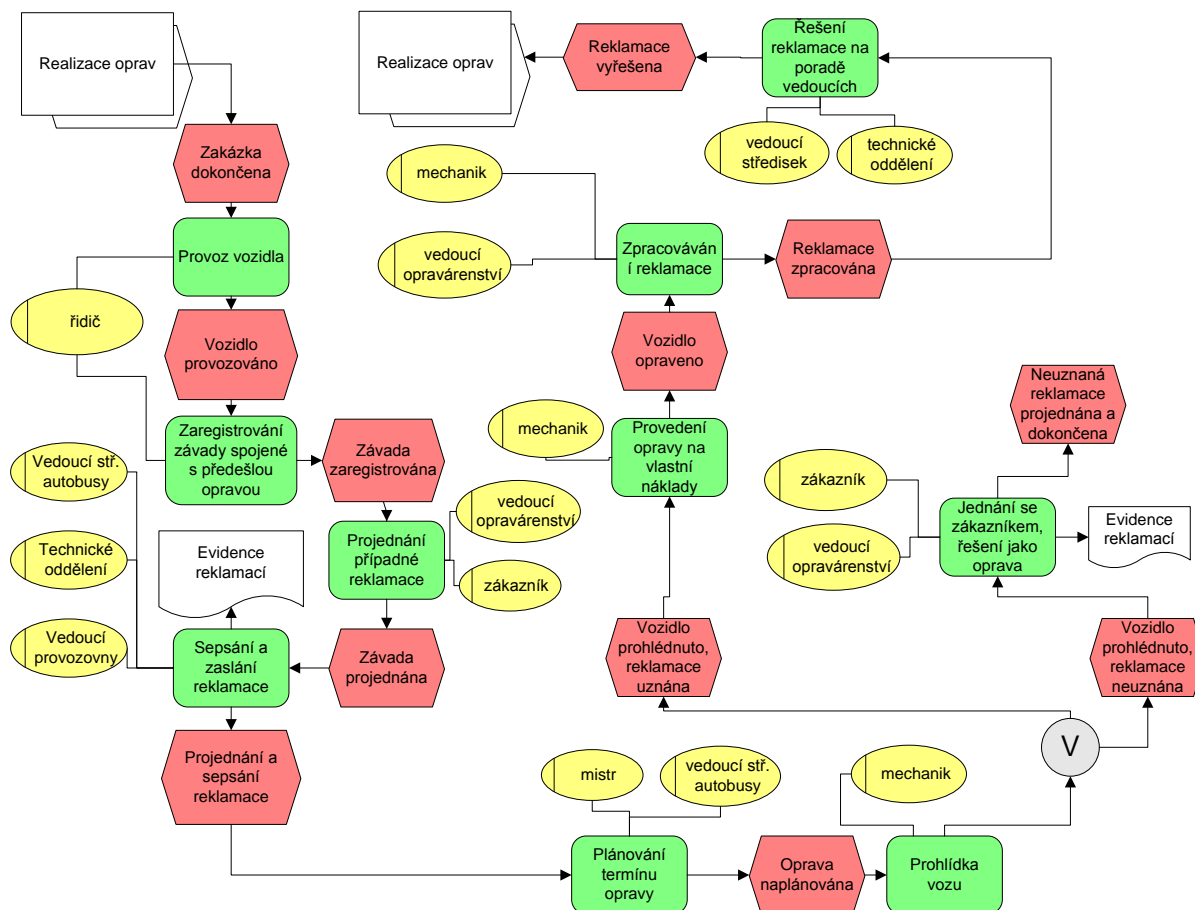 Realizace oprav
Zakázka
dokončena
Provoz vozidla
řidič
Vozidlo
provozováno
Zaregistrování
závady spojené
s předešlou
opravou
Závada
zaregistrována
Projednání
případné
reklamace
vedoucí
opravárenství
zákazník
Závada
projednána
Vedoucí stř.
autobusy
Technické
oddělení
Vedoucí
provozovny
Evidence
reklamací
Sepsání a
zaslání
reklamace
Projednání a
sepsání
reklamace
Plánování
termínu
opravy
mistr
vedoucí stř.
autobusy
Oprava
naplánována
Prohlídka
vozu
mechanik
V
Vozidlo
prohlédnuto,
reklamace
uznána
Vozidlo
prohlédnuto,
reklamace
neuznána
Provedení
opravy na
vlastní
náklady
mechanik
Vozidlo
opraveno
Zpracováván
í reklamace
mechanik
vedoucí
opravárenství
Reklamace
zpracována
Řešení
reklamace na
poradě
vedoucích
vedoucí
středisek
technické
oddělení
Reklamace
vyřešena
Realizace oprav
Jednání se
zákazníkem,
řešení jako
oprava
zákazník
vedoucí
opravárenství
Evidence
reklamací
Neuznaná
reklamace
projednána a
dokončena